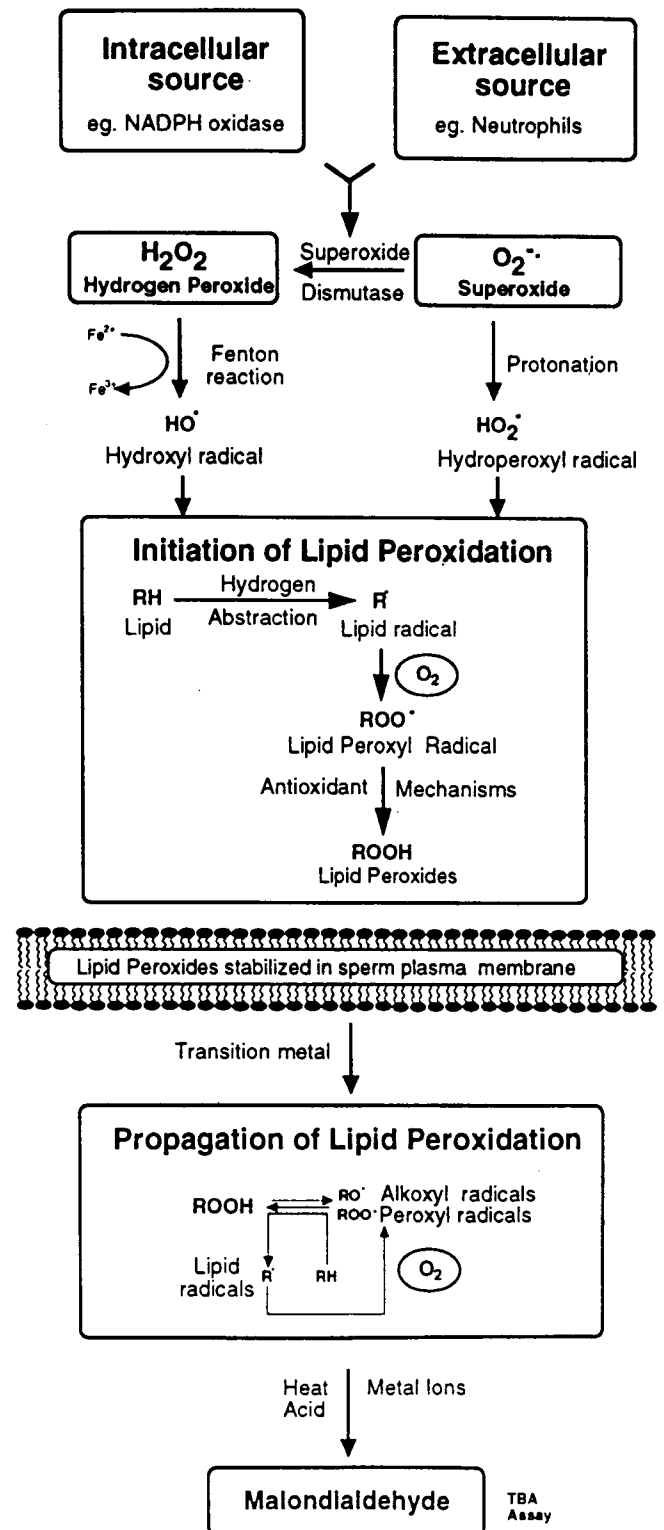 Intracellular
source
eg. NADPH oxidase
Extracellular
source
eg. Neutrophils
H₂O₂
Hydrogen Peroxide
Superoxide
Dismutase
O₂⁻·
Superoxide
Fe²⁺
Fe³⁺
Fenton
reaction
Protonation
HO•
Hydroxyl radical
HO₂•
Hydroperoxyl radical
Initiation of Lipid Peroxidation
RH
Lipid
Hydrogen
Abstraction
R•
Lipid radical
O₂
ROO•
Lipid Peroxyl Radical
Antioxidant Mechanisms
ROOH
Lipid Peroxides
Lipid Peroxides stabilized in sperm plasma membrane
Transition metal
Propagation of Lipid Peroxidation
ROOH
RO• Alkoxyl radicals
ROO• Peroxyl radicals
Lipid
radicals
R•
RH
O₂
Heat
Acid
Metal Ions
Malondialdehyde
TBA
Assay